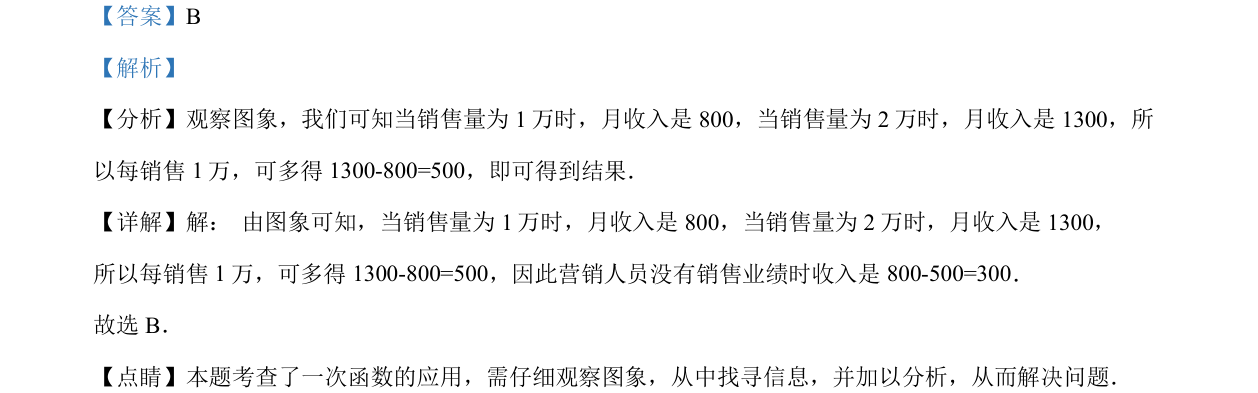 【答案】B
【解析】
【分析】观察图象，我们可知当销售量为 1 万时，月收入是 800，当销售量为 2 万时，月收入是 1300，所
以每销售 1 万，可多得 1300-800=500，即可得到结果．
【详解】解： 由图象可知，当销售量为 1 万时，月收入是 800，当销售量为 2 万时，月收入是 1300，
所以每销售 1 万，可多得 1300-800=500，因此营销人员没有销售业绩时收入是 800-500=300．
故选 B．
【点睛】本题考查了一次函数的应用，需仔细观察图象，从中找寻信息，并加以分析，从而解决问题．